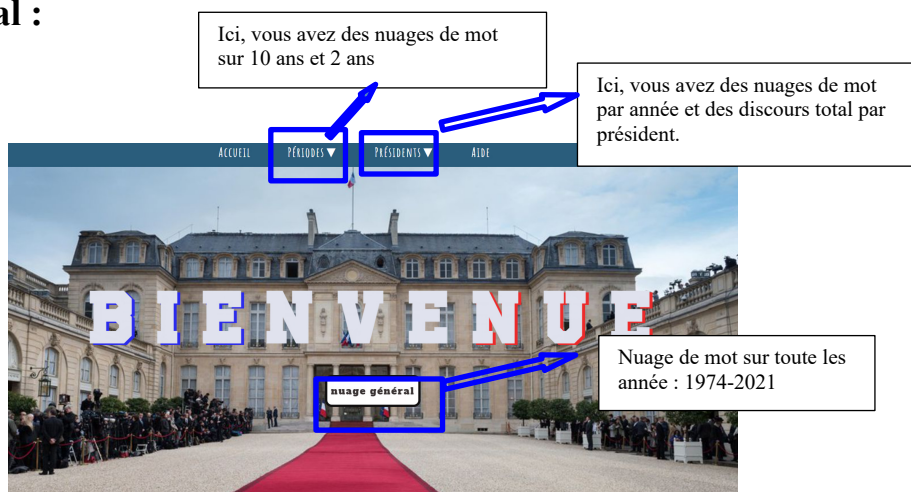 al :
Ici, vous avez des nuages de mot
sur 10 ans et 2 ans
Ici, vous avez des nuages de mot
par année et des discours total par
président.
Accueil Périodes ▼ Présidents ▼ Aide
BIENVENUE
Nuage de mot sur toute les
année : 1974-2021
nuage général